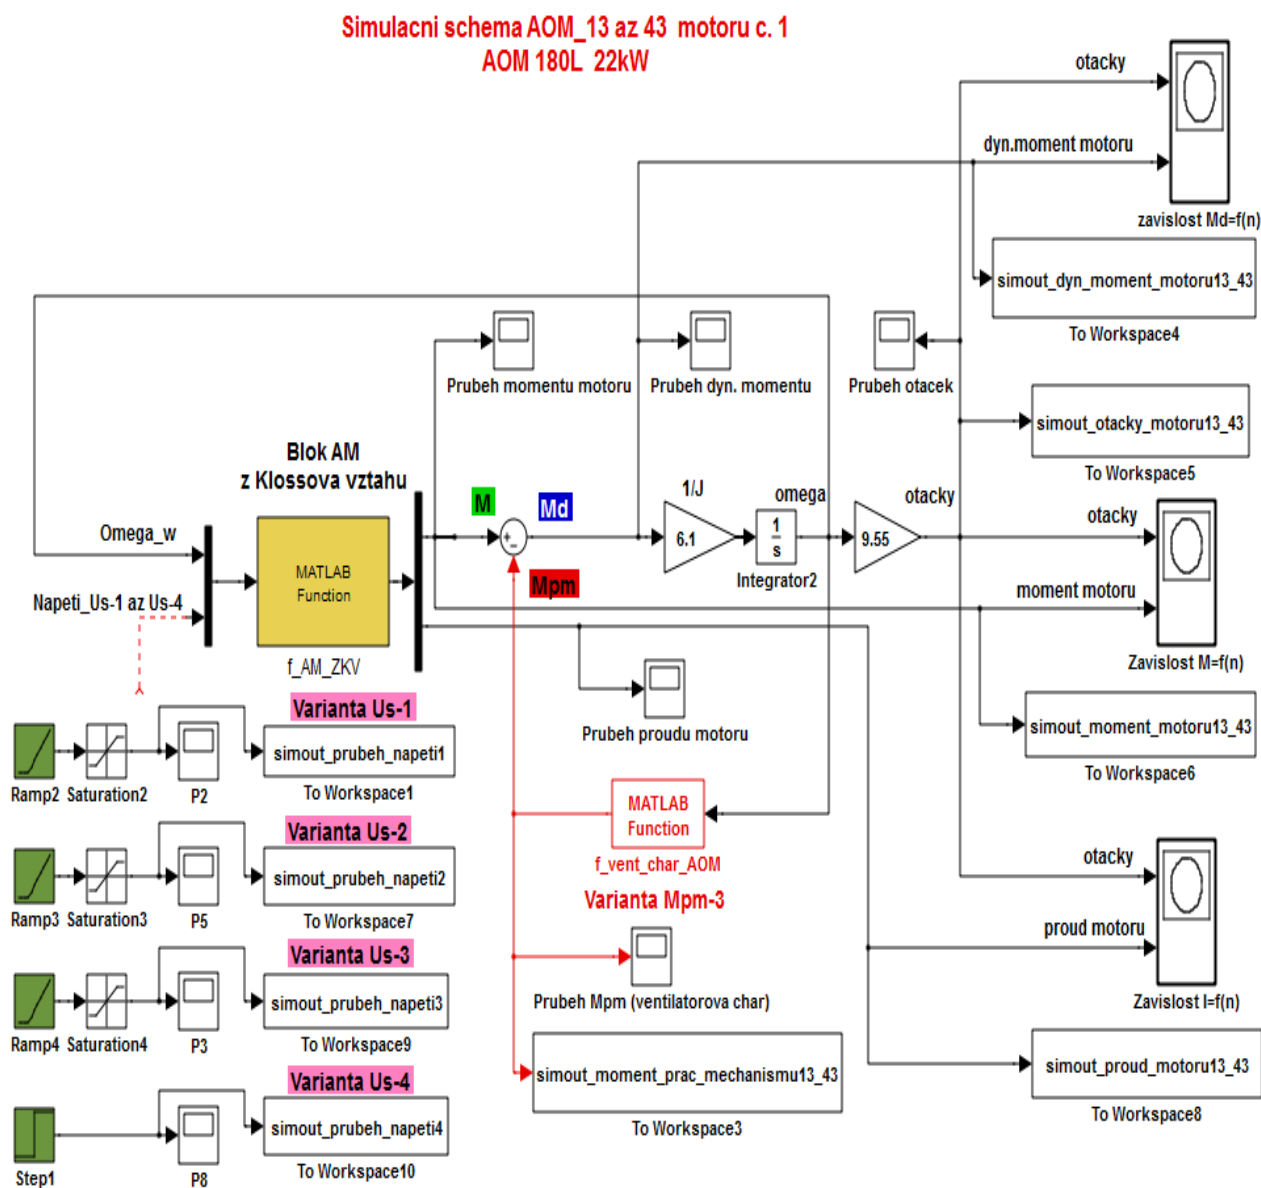 Simulacni schema AOM_13 az 43 motoru c. 1
AOM 180L 22kW
otacky
dyn.moment motoru
zavislost Md=f(n)
simout_dyn_moment_motoru13_43
To Workspace4
Prubeh momentu motoru
Prubeh dyn. momentu
Prubeh otacek
simout_otacky_motoru13_43
To Workspace5
Blok AM
z Klossova vztahu
M
Md
Mpm
1/J
6.1
omega
1
s
Integrator2
9.55
otacky
otacky
moment motoru
Zavislost M=f(n)
Omega_w
Napeti_Us-1 az Us-4
MATLAB
Function
f_AM_ZKV
Prubeh proudu motoru
simout_moment_motoru13_43
To Workspace6
Varianta Us-1
simout_prubeh_napeti1
To Workspace1
Ramp2
Saturation2
P2
MATLAB
Function
f_vent_char_AOM
Varianta Mpm-3
Varianta Us-2
simout_prubeh_napeti2
To Workspace7
Ramp3
Saturation3
P5
otacky
proud motoru
Zavislost I=f(n)
Varianta Us-3
simout_prubeh_napeti3
To Workspace9
Ramp4
Saturation4
P3
Prubeh Mpm (ventilatorova char)
simout_moment_prac_mechanismu13_43
To Workspace3
simout_proud_motoru13_43
To Workspace8
Varianta Us-4
simout_prubeh_napeti4
To Workspace10
Step1
P8
+
−